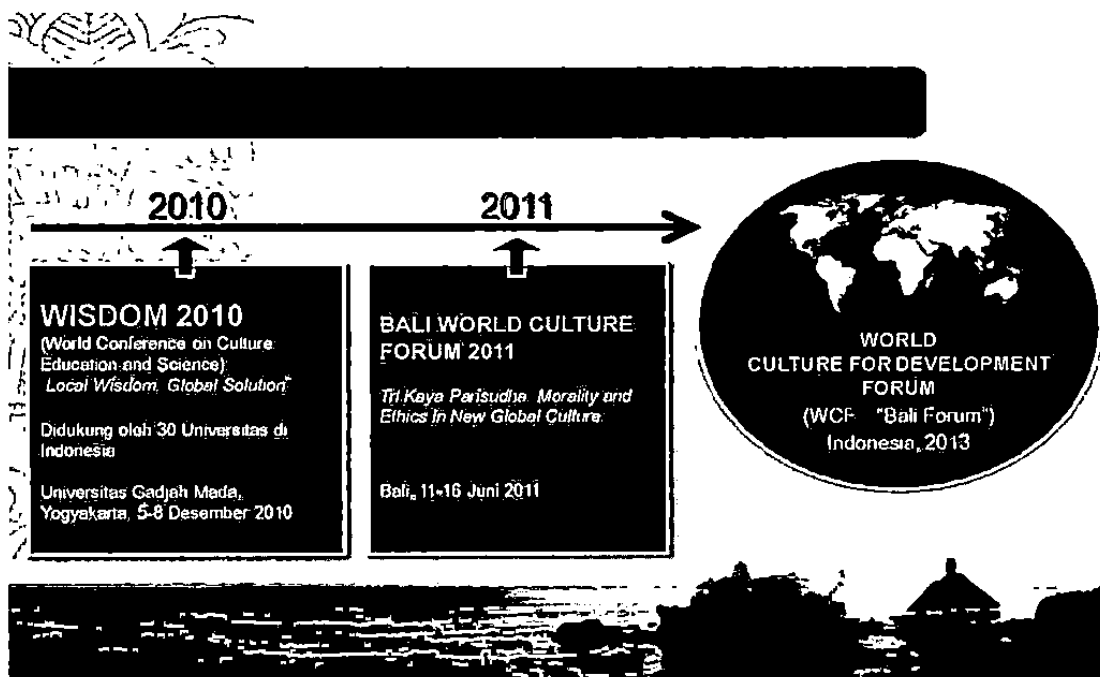 2010
2011
WISDOM 2010
(World Conference on Culture
Education and Science)
Local Wisdom, Global Solution"
Didukung oleh 30 Universitas di
Indonesia
Universitas Gadjah Mada,
Yogyakarta, 5-8 Desember 2010
BALI WORLD CULTURE
FORUM 2011
Tri Kaya Parisudha: Morality and
Ethics In New Global Culture
Bali, 11-16 Juni 2011
WORLD
CULTURE FOR DEVELOPMENT
FORUM
(WCF "Bali Forum")
Indonesia, 2013